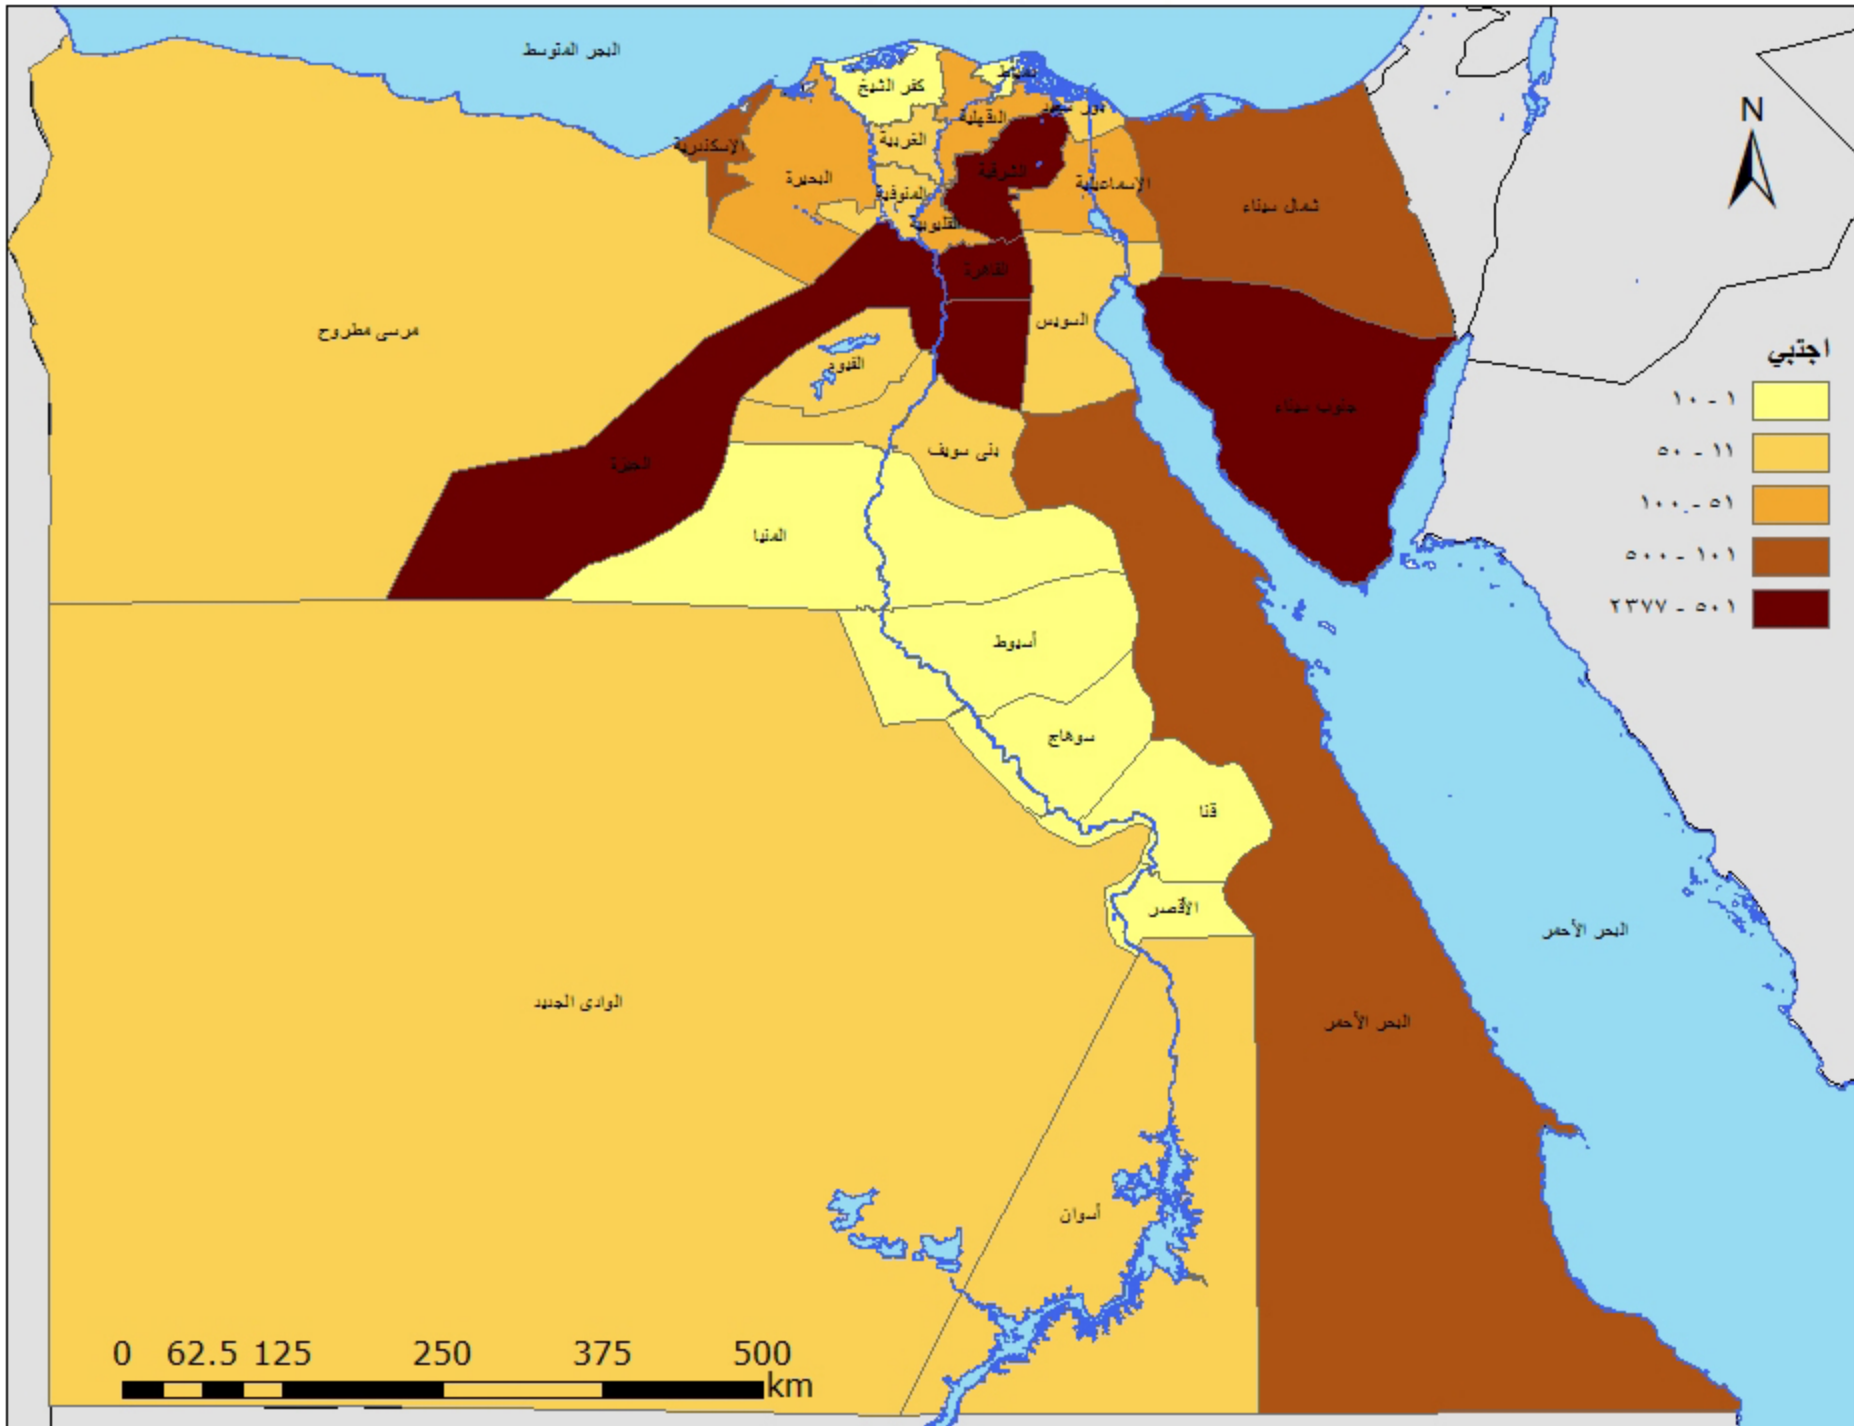 البحر المتوسط
دمياط
كفر الشيخ
بور سعيد
الدقهلية
الغربية
الإسكندرية
الشرقية
البحيرة
الإسماعيلية
المنوفية
شمال سيناء
القليوبية
القاهرة
السويس
مرسى مطروح
الفيوم
جنوب سيناء
بنى سويف
الجيزة
المنيا
أسيوط
سوهاج
قنا
الأقصر
البحر الأحمر
الوادى الجديد
البحر الأحمر
أسوان
N
اجتبي
١ - ١٠
١١ - ٥٠
٥١ - ١٠٠
١٠١ - ٥٠٠
٥٠١ - ٢٣٧٧
0 62.5 125 250 375 500
km